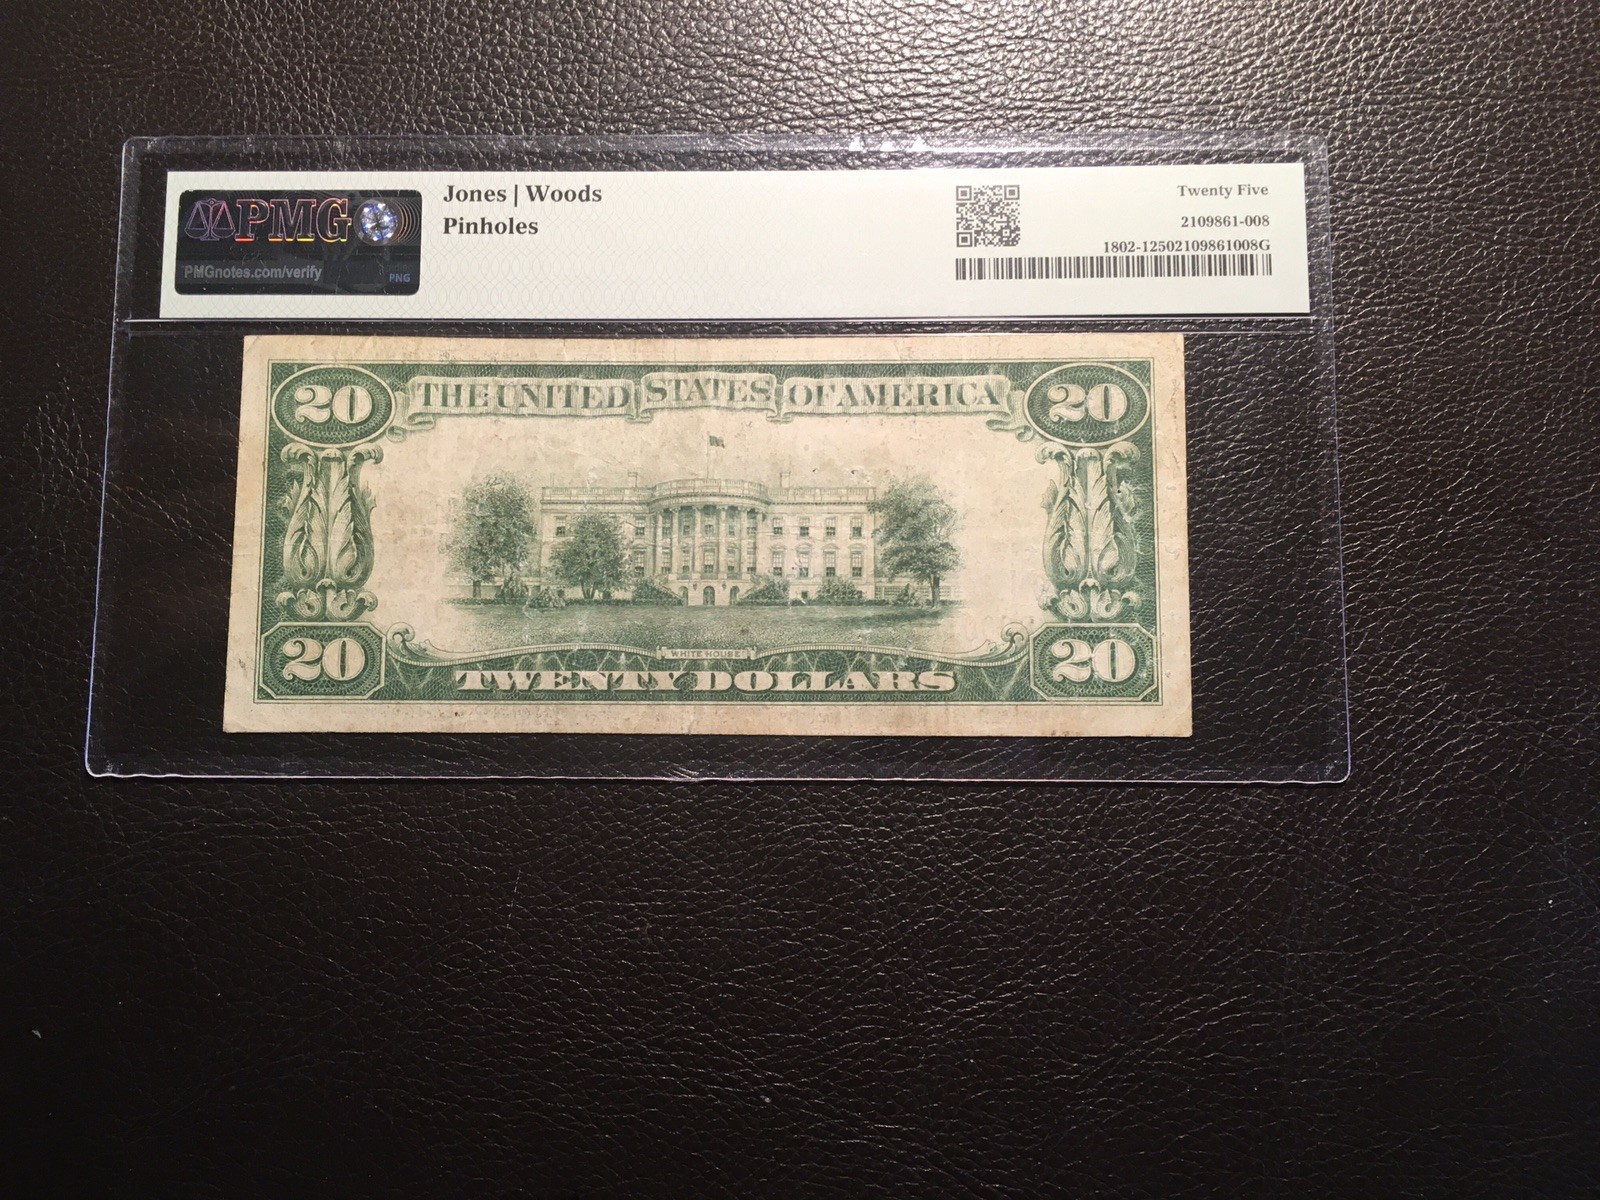 PMG
PMGnotes.com/verify
PNG
Jones | Woods
Pinholes
Twenty Five
2109861-008
1802-12502109861008G
20 THE UNITED STATES OF AMERICA 20
WHITE HOUSE
20 TWENTY DOLLARS 20